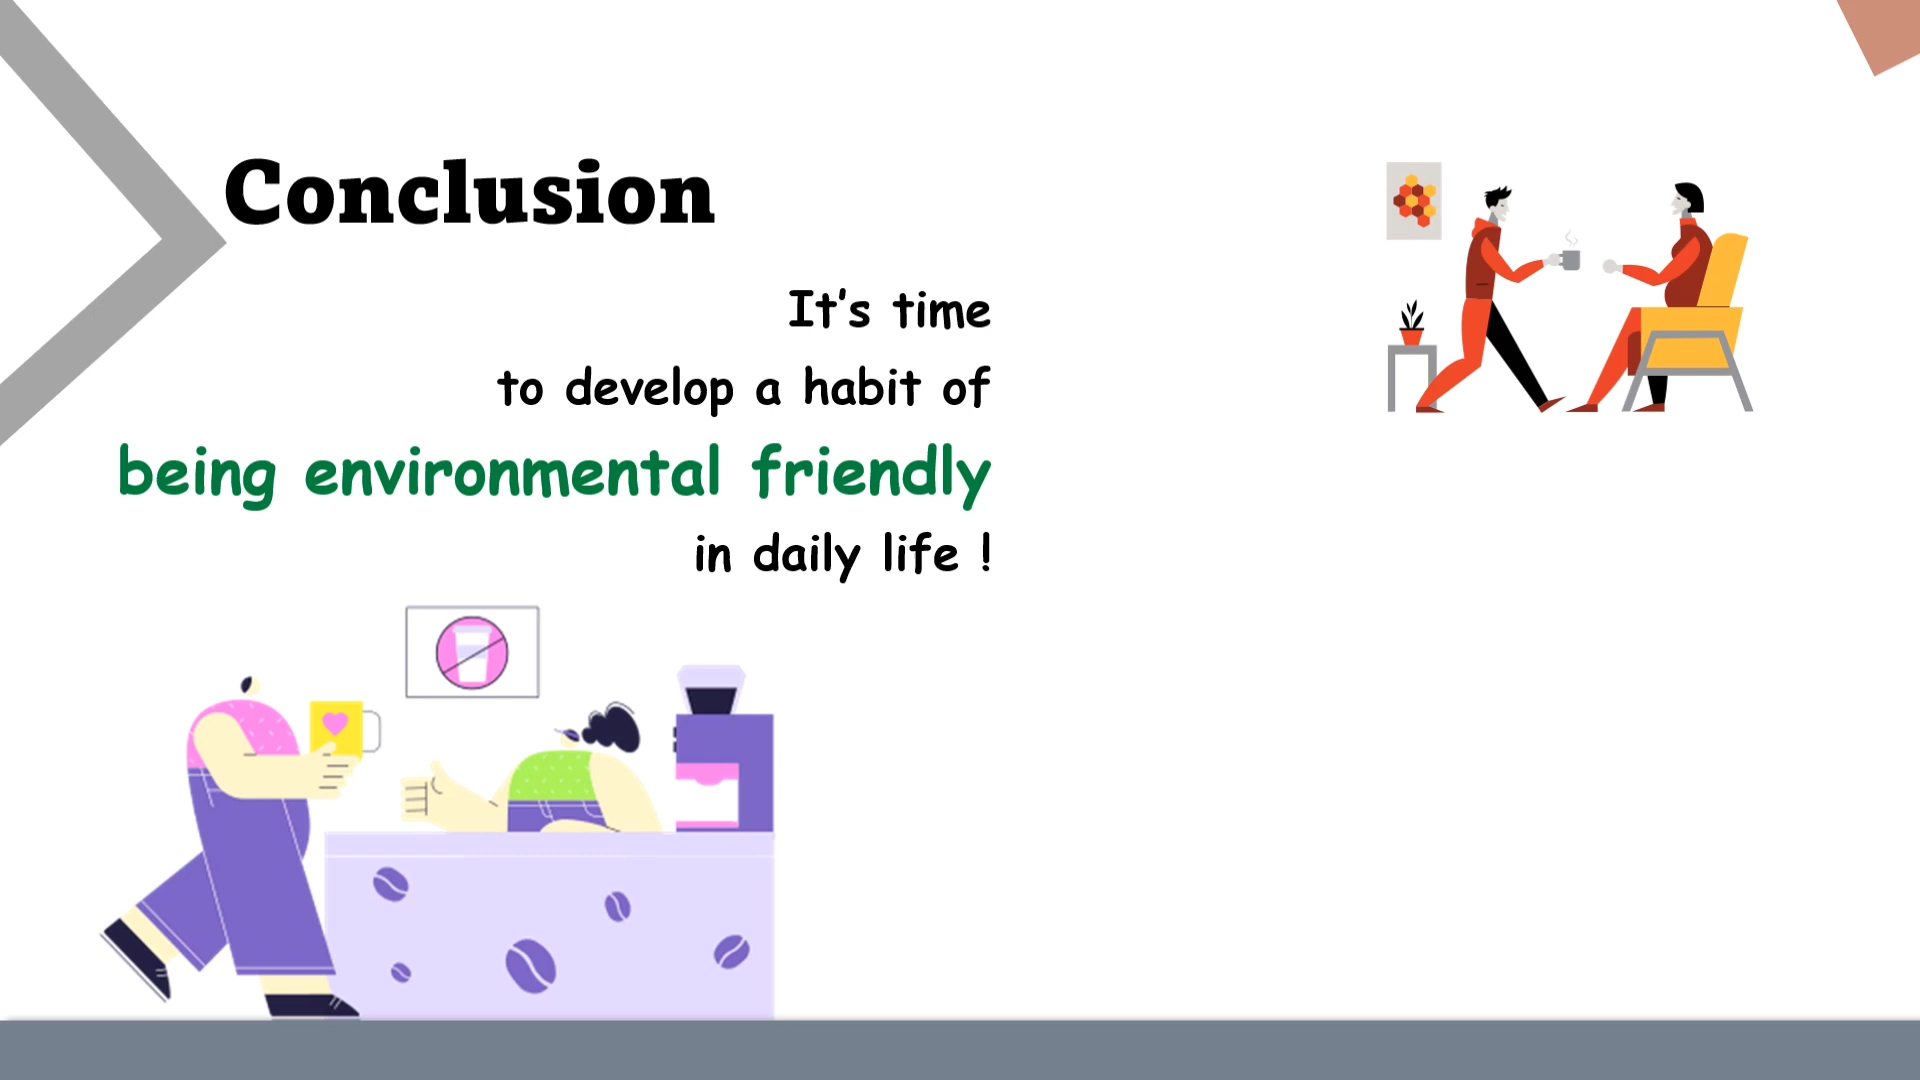 Conclusion
It's time
to develop a habit of
being environmental friendly
in daily life !